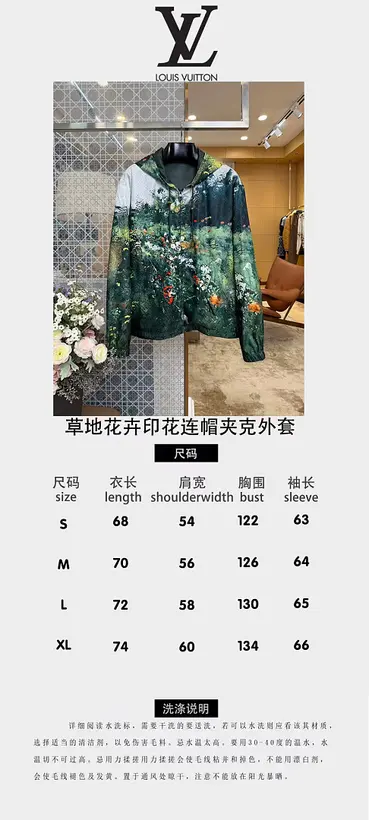 LV
LOUIS VUITTON
草地花卉印花连帽夹克外套
尺码
尺码 衣长 肩宽 胸围 袖长
size length shoulderwidth bust sleeve
S 68 54 122 63
M 70 56 126 64
L 72 58 130 65
XL 74 60 134 66
洗涤说明
详细阅读水洗标，需要干洗的要送洗，若可以水洗则应看该其材质，
选择适当的清洁剂，以免伤害毛料。忌水温太高，要用30-40度的温水，水
温切不可过高。忌用力揉搓用力揉搓会使毛线粘并和掉色，不能用漂白剂，
会使毛线褪色及发黄。置于通风处晾干，注意不能放在阳光暴晒。